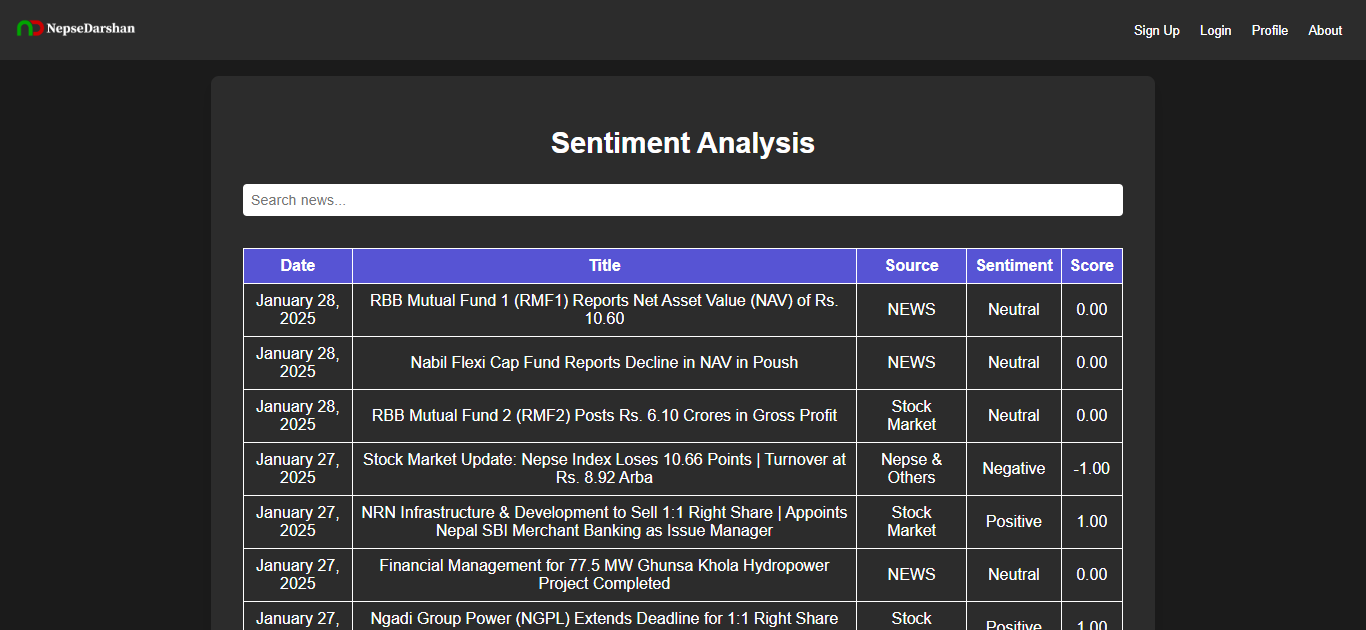 NepseDarshan
Sign Up Login Profile About
Sentiment Analysis
Search news...
Date Title Source Sentiment Score
January 28, 2025 RBB Mutual Fund 1 (RMF1) Reports Net Asset Value (NAV) of Rs. 10.60 NEWS Neutral 0.00
January 28, 2025 Nabil Flexi Cap Fund Reports Decline in NAV in Poush NEWS Neutral 0.00
January 28, 2025 RBB Mutual Fund 2 (RMF2) Posts Rs. 6.10 Crores in Gross Profit Stock Market Neutral 0.00
January 27, 2025 Stock Market Update: Nepse Index Loses 10.66 Points | Turnover at Rs. 8.92 Arba Nepse & Others Negative -1.00
January 27, 2025 NRN Infrastructure & Development to Sell 1:1 Right Share | Appoints Nepal SBI Merchant Banking as Issue Manager Stock Market Positive 1.00
January 27, 2025 Financial Management for 77.5 MW Ghunsa Khola Hydropower Project Completed NEWS Neutral 0.00
January 27, Ngadi Group Power (NGPL) Extends Deadline for 1:1 Right Share Stock Positive 1.00